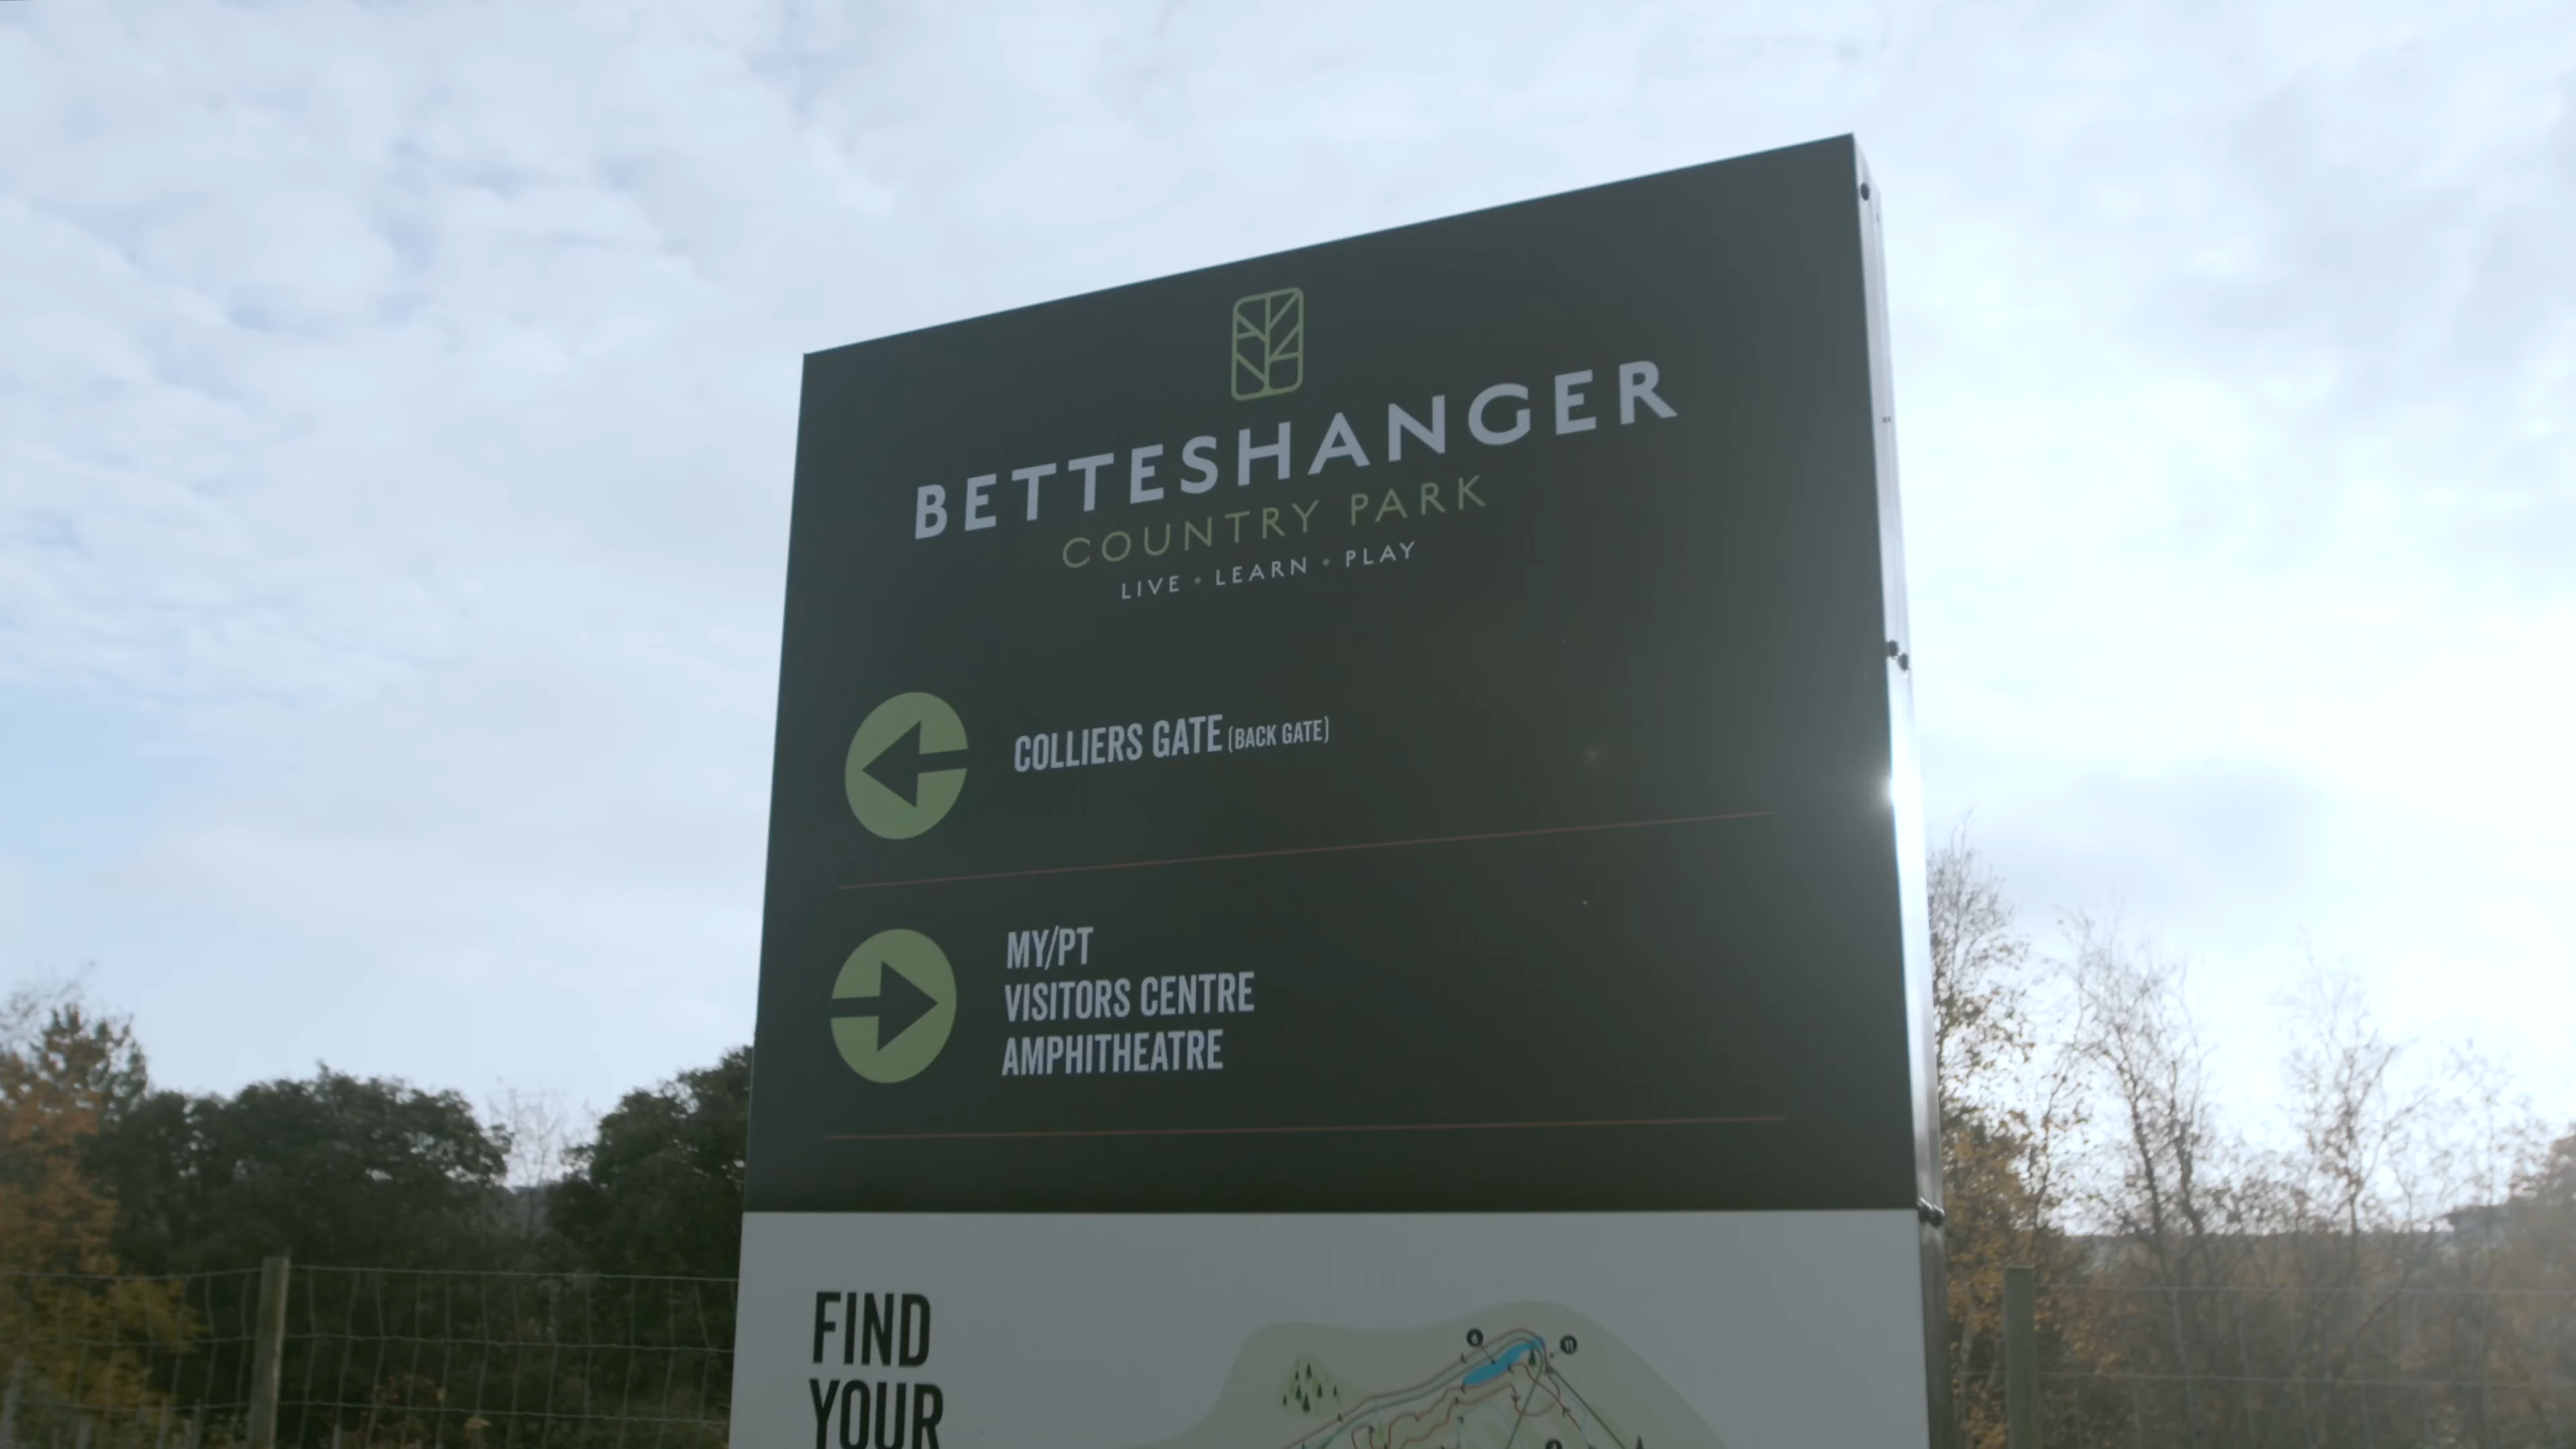 BETTESHANGER
COUNTRY PARK
LIVE • LEARN • PLAY
COLLIERS GATE (BACK GATE)
MY/PT
VISITORS CENTRE
AMPHITHEATRE
FIND
YOUR